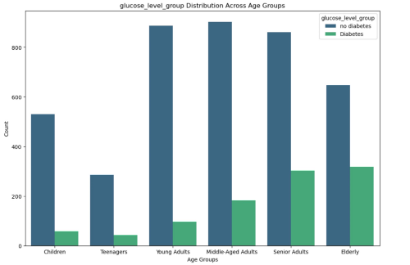 glucose_level_group Distribution Across Age Groups
glucose_level_group
no diabetes
Diabetes
800
600
400
200
0
Count
Children Teenagers Young Adults Middle-Aged Adults Senior Adults Elderly
Age Groups